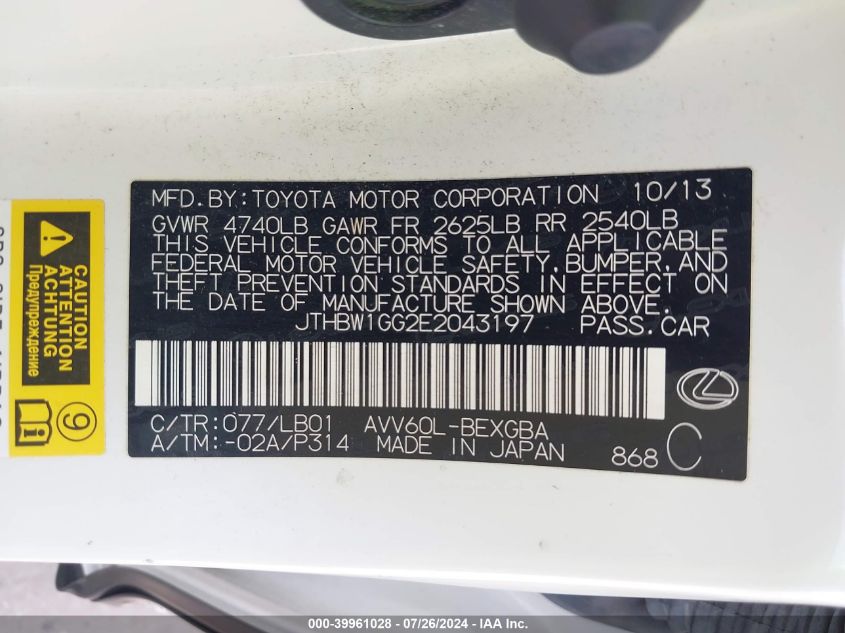 MFD.BY:TOYOTA MOTOR CORPORATION 10/13
GVWR 4740LB GAWR FR 2625LB RR 2540LB
THIS VEHICLE CONFORMS TO ALL APPLICABLE
FEDERAL MOTOR VEHICLE SAFETY,BUMPER,AND
THEFT PREVENTION STANDARDS IN EFFECT ON
THE DATE OF MANUFACTURE SHOWN ABOVE.
JTHBW1GG2E2043197 PASS.CAR
C/TR:077/LB01 AVV60L-BEXGBA
A/TM:-02A/P314 MADE IN JAPAN 868 C
CAUTION
ATTENTION
ACHTUNG
Предупреждение
9
000-39961028 - 07/26/2024 - IAA Inc.